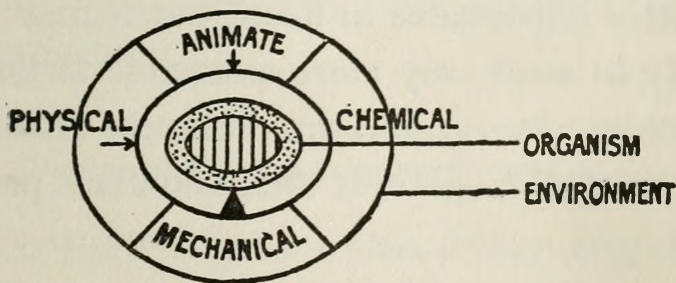 ANIMATE
PHYSICAL
CHEMICAL
ORGANISM
ENVIRONMENT
MECHANICAL